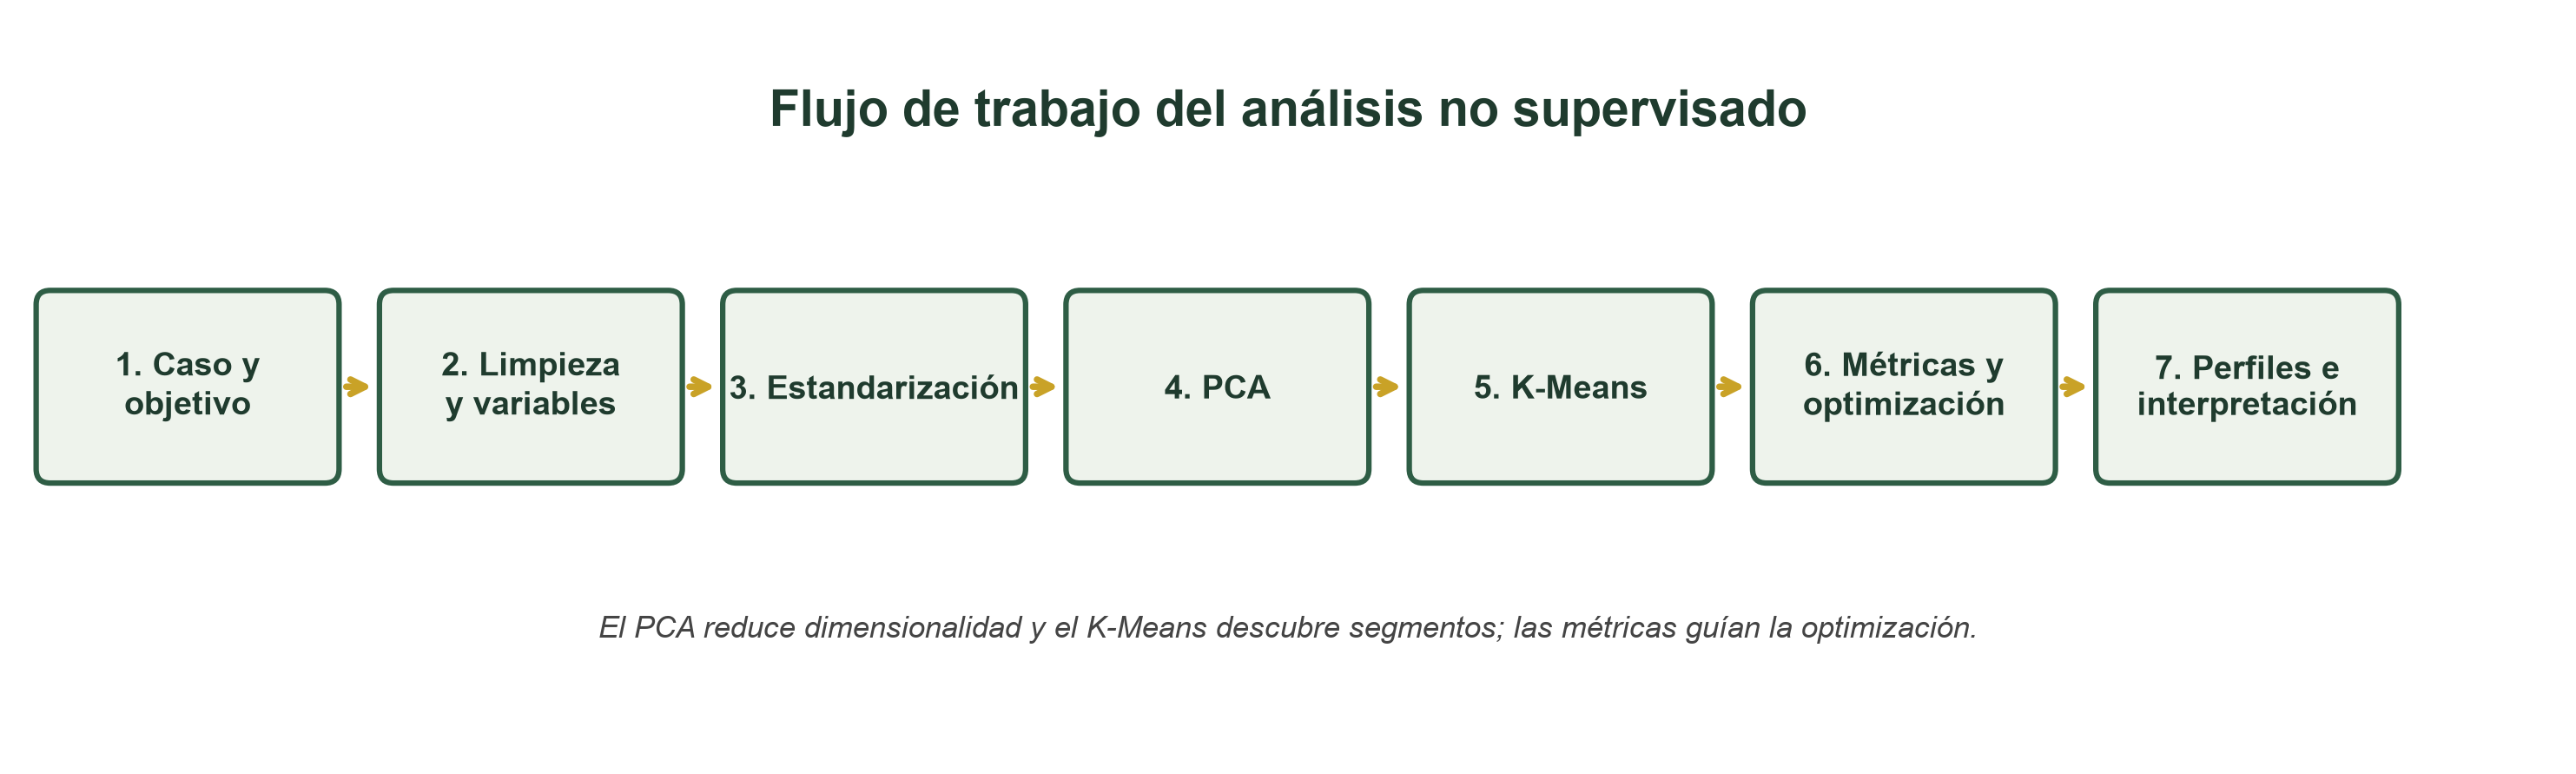 Flujo de trabajo del análisis no supervisado
1. Caso y
objetivo
2. Limpieza
y variables
3. Estandarización
4. PCA
5. K-Means
6. Métricas y
optimización
7. Perfiles e
interpretación
El PCA reduce dimensionalidad y el K-Means descubre segmentos; las métricas guían la optimización.